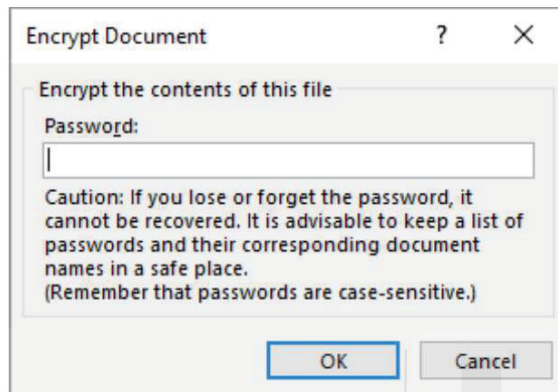 Encrypt Document ?
Encrypt the contents of this file
Password:
Caution: If you lose or forget the password, it
cannot be recovered. It is advisable to keep a list of
passwords and their corresponding document
names in a safe place.
(Remember that passwords are case-sensitive.)
OK Cancel